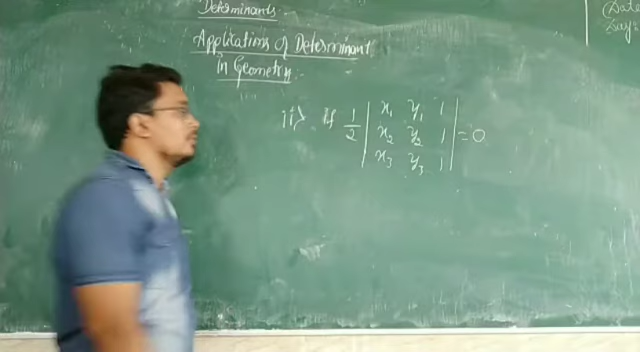 Determinants.
Applications of Determinant
in Geometry.
ii) if 1/2 | x₁ y₁ 1 |
| x₂ y₂ 1 | = 0
| x₃ y₃ 1 |
(Date